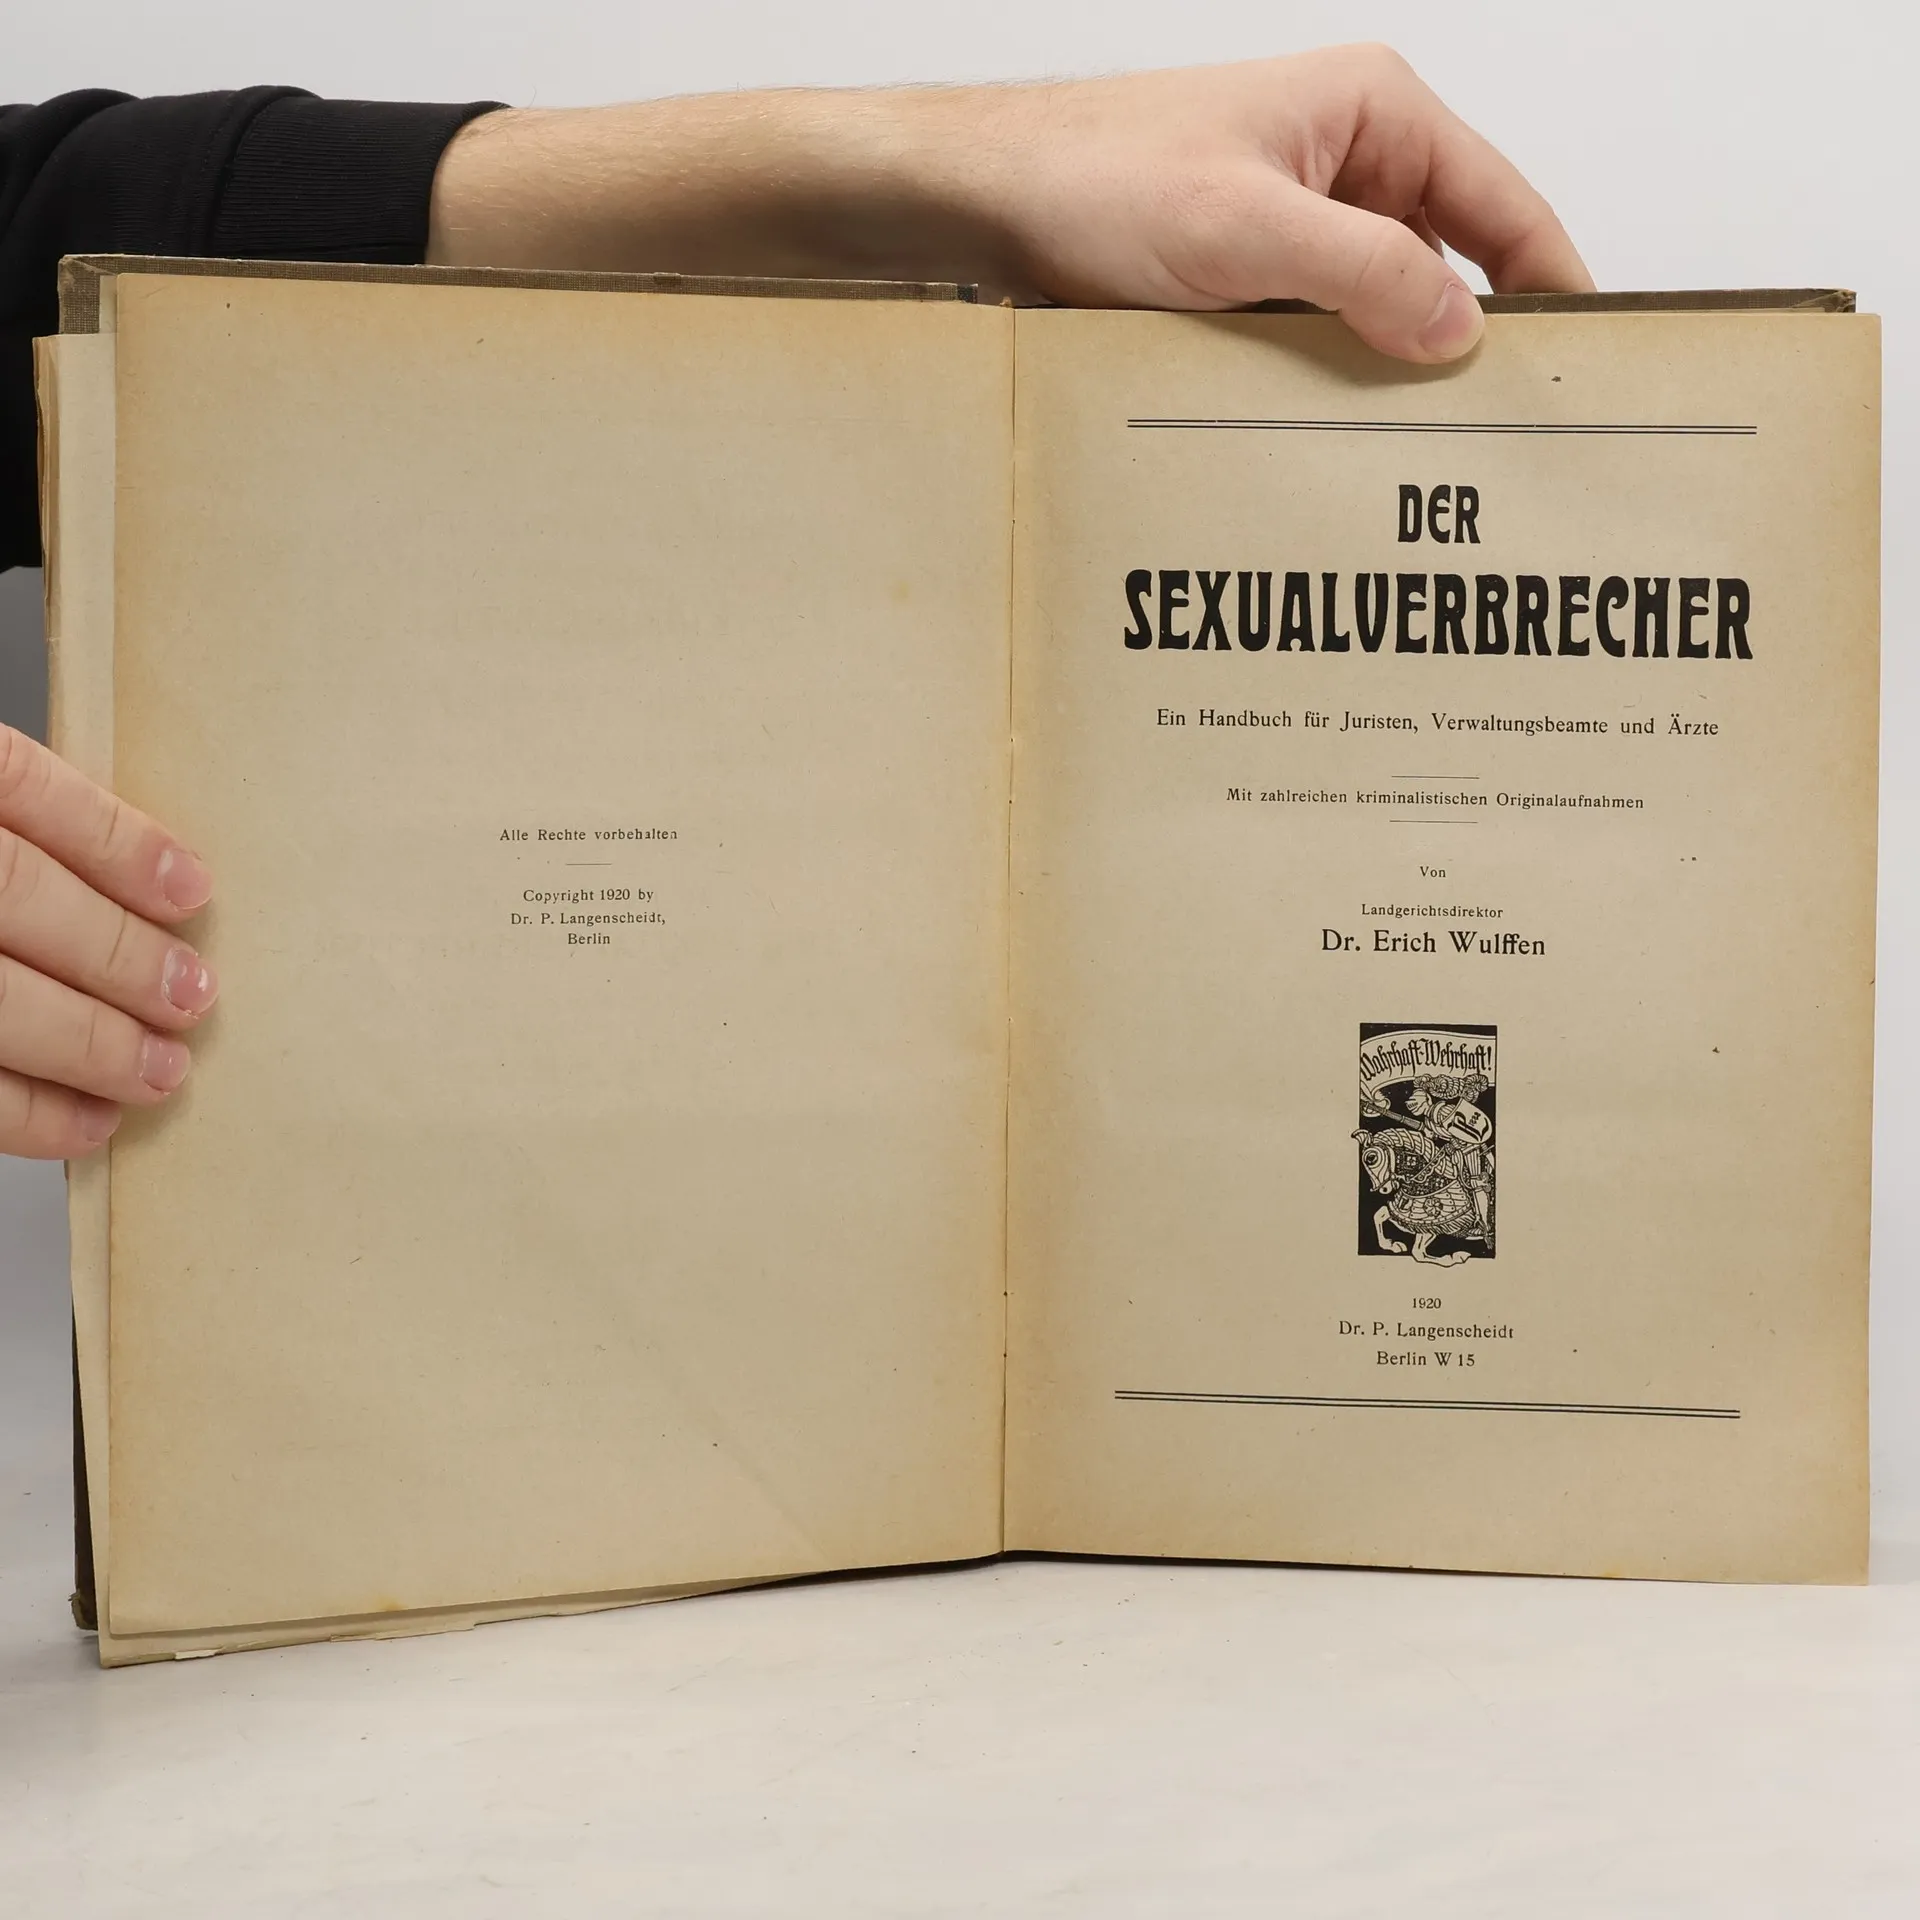 Alle Rechte vorbehalten
Copyright 1920 by
Dr. P. Langenscheidt,
Berlin
DER
SEXUALVERBRECHER
Ein Handbuch für Juristen, Verwaltungsbeamte und Ärzte
Mit zahlreichen kriminalistischen Originalaufnahmen
Von
Landgerichtsdirektor
Dr. Erich Wulffen
Wahrhaft-Wehrhaft!
1920
Dr. P. Langenscheidt
Berlin W 15